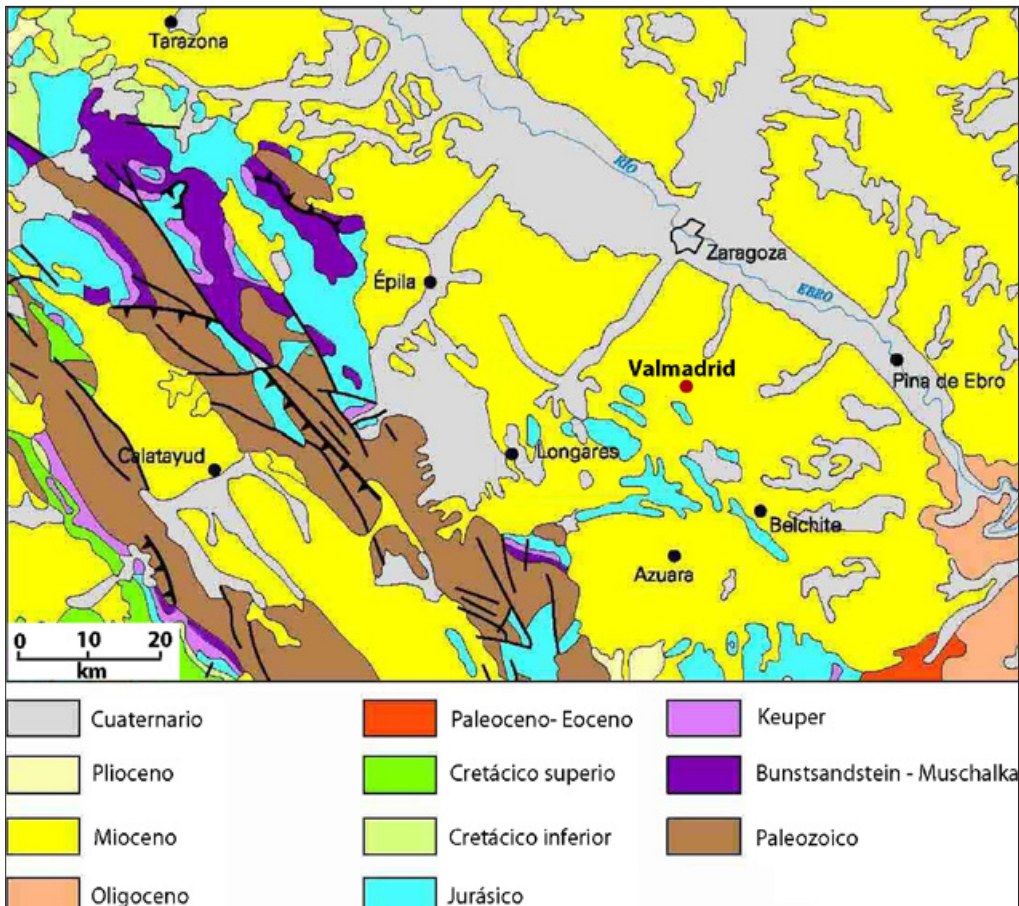 Tarazona
RÍO
Zaragoza
Épila
EBRO
Valmadrid
Pina de Ebro
Calatayud
Longares
Belchite
Azuara
0 10 20
km
Cuaternario
Paleoceno- Eoceno
Keuper
Plioceno
Cretácico superio
Bunstsandstein - Muschalka
Mioceno
Cretácico inferior
Paleozoico
Oligoceno
Jurásico